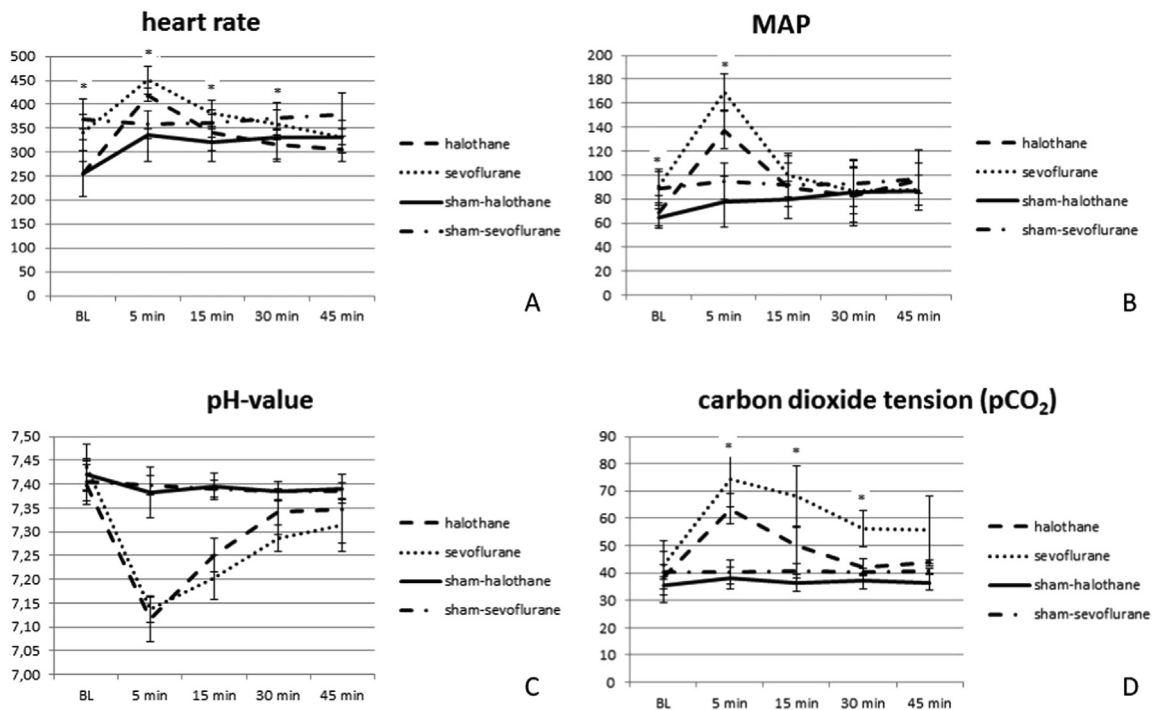 heart rate
500
450
400
350
300
250
200
150
100
50
0
* * * *
BL 5 min 15 min 30 min 45 min
halothane
sevoflurane
sham-halothane
sham-sevoflurane
A
MAP
200
180
160
140
120
100
80
60
40
20
0
* *
BL 5 min 15 min 30 min 45 min
halothane
sevoflurane
sham-halothane
sham-sevoflurane
B
pH-value
7,50
7,45
7,40
7,35
7,30
7,25
7,20
7,15
7,10
7,05
7,00
BL 5 min 15 min 30 min 45 min
halothane
sevoflurane
sham-halothane
sham-sevoflurane
C
carbon dioxide tension (pCO₂)
90
80
70
60
50
40
30
20
10
0
* * *
BL 5 min 15 min 30 min 45 min
halothane
sevoflurane
sham-halothane
sham-sevoflurane
D